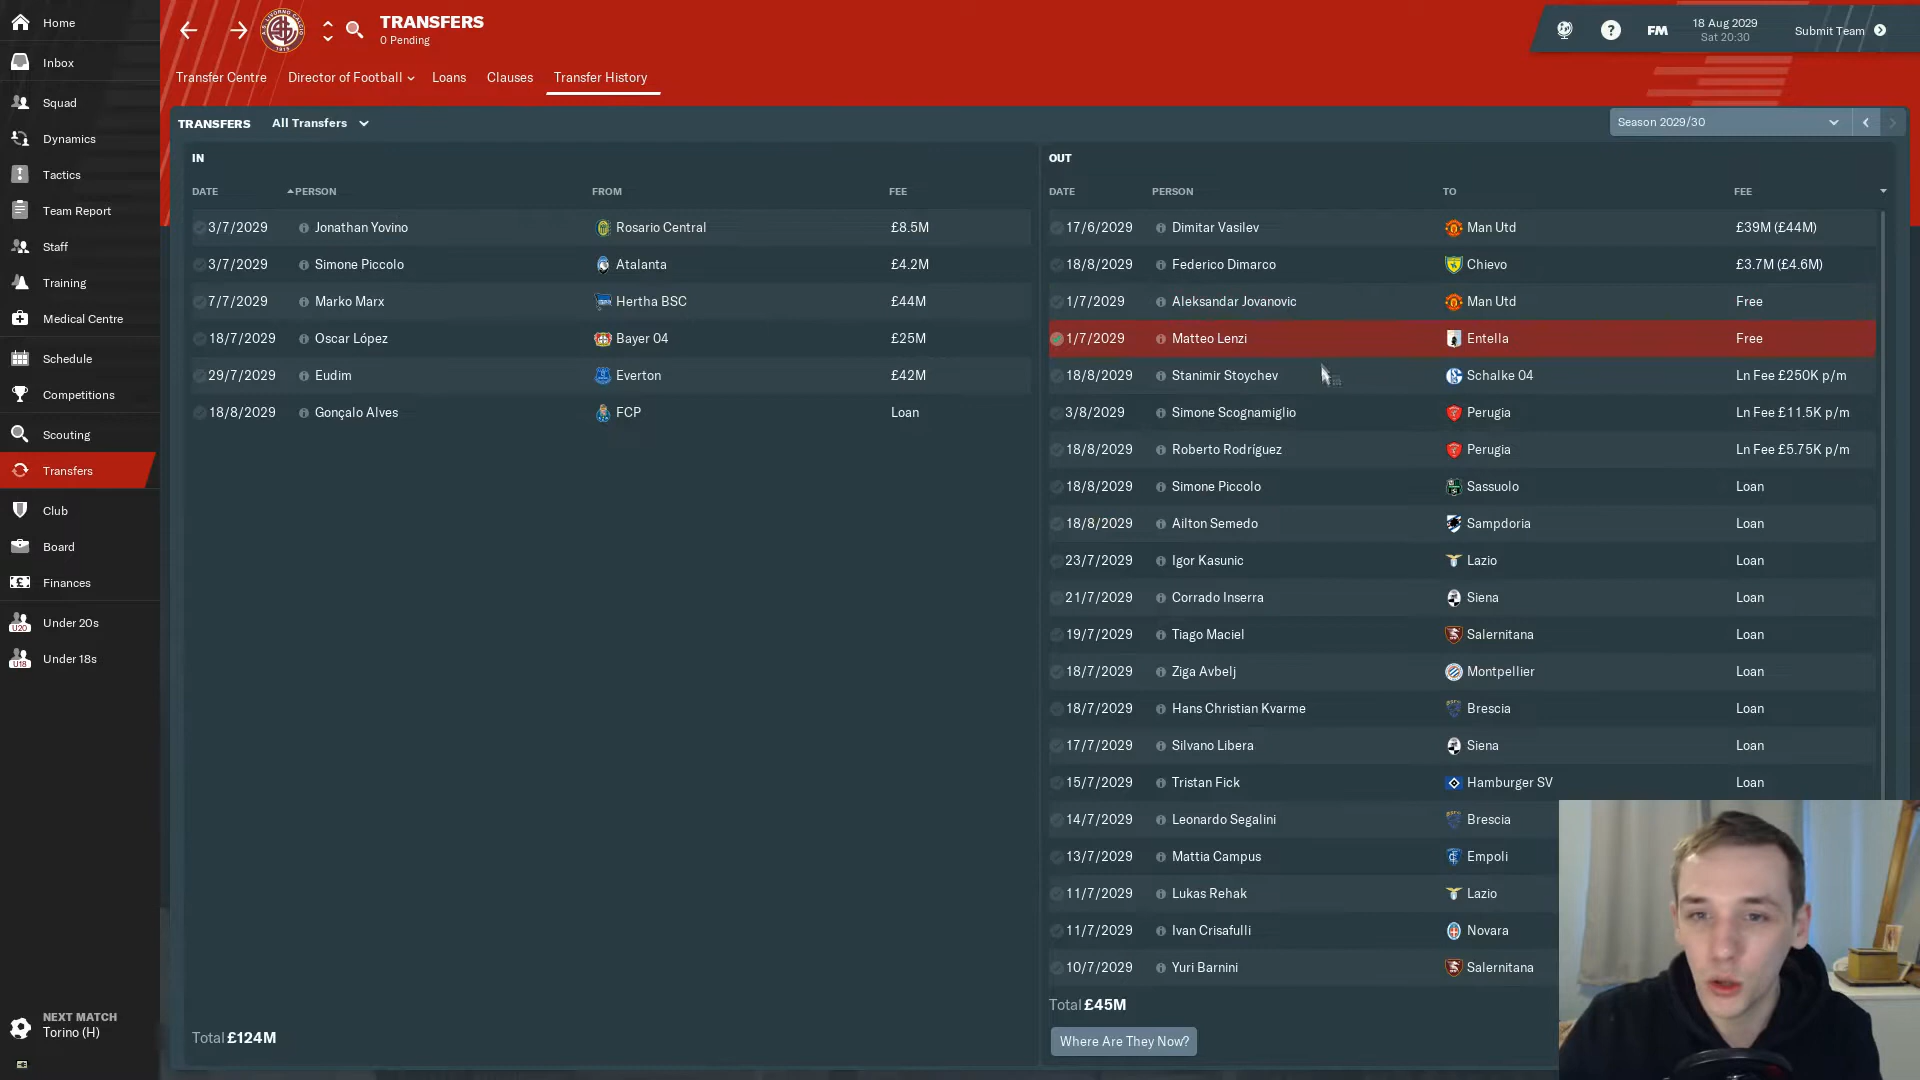 Home
Inbox
Squad
Dynamics
Tactics
Team Report
Staff
Training
Medical Centre
Schedule
Competitions
Scouting
Transfers
Club
Board
Finances
U20 Under 20s
U18 Under 18s
NEXT MATCH
Torino (H)
A.S. LIVORNO CALCIO 1915
TRANSFERS
0 Pending
FM
18 Aug 2029
Sat 20:30
Submit Team
Transfer Centre Director of Football Loans Clauses Transfer History
TRANSFERS All Transfers
Season 2029/30
IN
DATE PERSON FROM FEE
3/7/2029 Jonathan Yovino Rosario Central £8.5M
3/7/2029 Simone Piccolo Atalanta £4.2M
7/7/2029 Marko Marx Hertha BSC £44M
18/7/2029 Oscar López Bayer 04 £25M
29/7/2029 Eudim Everton £42M
18/8/2029 Gonçalo Alves FCP Loan
Total £124M
OUT
DATE PERSON TO FEE
17/6/2029 Dimitar Vasilev Man Utd £39M (£44M)
18/8/2029 Federico Dimarco Chievo £3.7M (£4.6M)
1/7/2029 Aleksandar Jovanovic Man Utd Free
1/7/2029 Matteo Lenzi Entella Free
18/8/2029 Stanimir Stoychev Schalke 04 Ln Fee £250K p/m
3/8/2029 Simone Scognamiglio Perugia Ln Fee £11.5K p/m
18/8/2029 Roberto Rodríguez Perugia Ln Fee £5.75K p/m
18/8/2029 Simone Piccolo Sassuolo Loan
18/8/2029 Ailton Semedo Sampdoria Loan
23/7/2029 Igor Kasunic Lazio Loan
21/7/2029 Corrado Inserra Siena Loan
19/7/2029 Tiago Maciel Salernitana Loan
18/7/2029 Ziga Avbelj Montpellier Loan
18/7/2029 Hans Christian Kvarme Brescia Loan
17/7/2029 Silvano Libera Siena Loan
15/7/2029 Tristan Fick Hamburger SV Loan
14/7/2029 Leonardo Segalini Brescia
13/7/2029 Mattia Campus Empoli
11/7/2029 Lukas Rehak Lazio
11/7/2029 Ivan Crisafulli Novara
10/7/2029 Yuri Barnini Salernitana
Total £45M
Where Are They Now?